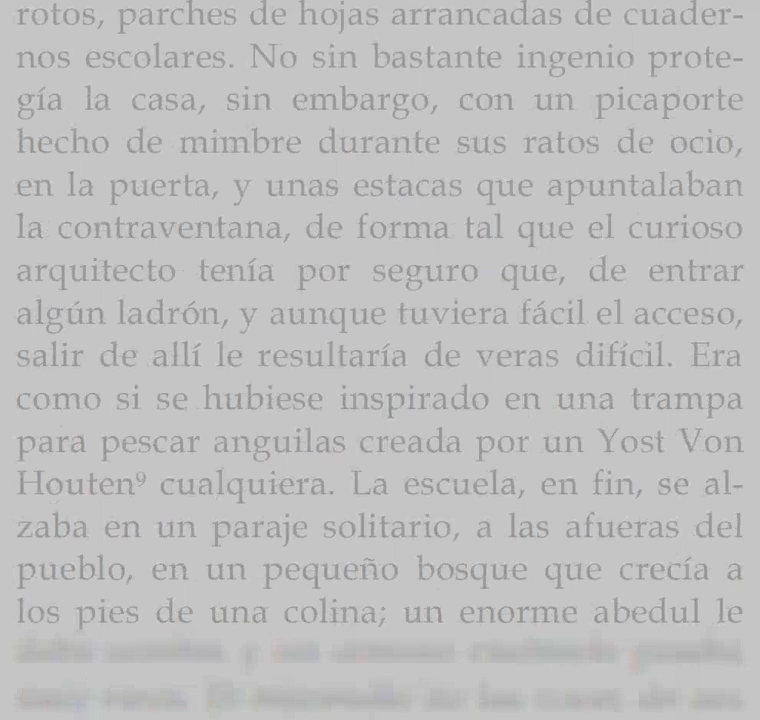 rotos, parches de hojas arrancadas de cuader-
nos escolares. No sin bastante ingenio prote-
gía la casa, sin embargo, con un picaporte
hecho de mimbre durante sus ratos de ocio,
en la puerta, y unas estacas que apuntalaban
la contraventana, de forma tal que el curioso
arquitecto tenía por seguro que, de entrar
algún ladrón, y aunque tuviera fácil el acceso,
salir de allí le resultaría de veras difícil. Era
como si se hubiese inspirado en una trampa
para pescar anguilas creada por un Yost Von
Houten⁹ cualquiera. La escuela, en fin, se al-
zaba en un paraje solitario, a las afueras del
pueblo, en un pequeño bosque que crecía a
los pies de una colina; un enorme abedul le